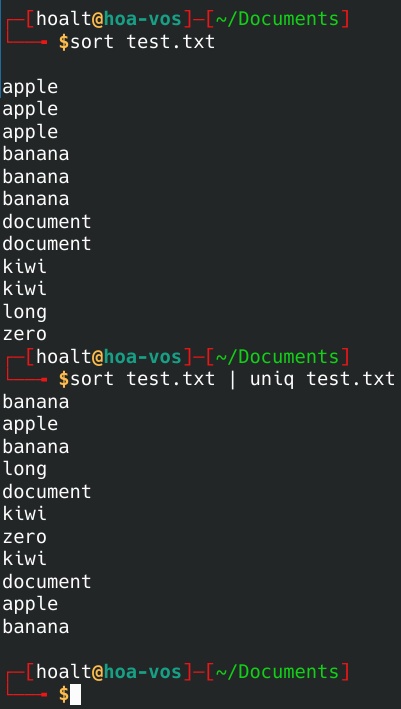 ┌─[hoalt@hoa-vos]─[~/Documents]
└──╼ $sort test.txt

apple
apple
apple
banana
banana
banana
document
document
kiwi
kiwi
long
zero
┌─[hoalt@hoa-vos]─[~/Documents]
└──╼ $sort test.txt | uniq test.txt
banana
apple
banana
long
document
kiwi
zero
kiwi
document
apple
banana

┌─[hoalt@hoa-vos]─[~/Documents]
└──╼ $